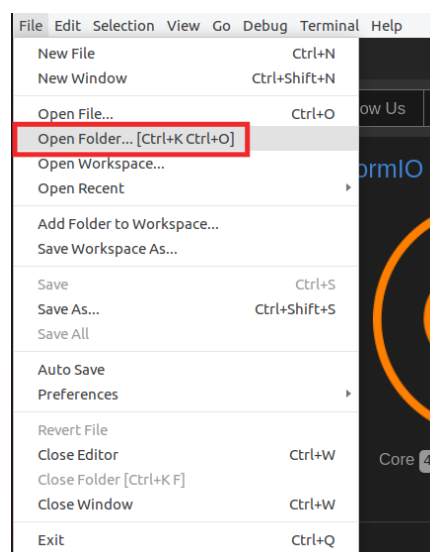 File Edit Selection View Go Debug Terminal Help
New File Ctrl+N
New Window Ctrl+Shift+N
Open File... Ctrl+O
ow Us
Open Folder... [Ctrl+K Ctrl+O]
Open Workspace...
ormIO
Open Recent
Add Folder to Workspace...
Save Workspace As...
Save Ctrl+S
Save As... Ctrl+Shift+S
Save All
Auto Save
Preferences
Revert File
Close Editor Ctrl+W
Core 4
Close Folder [Ctrl+K F]
Close Window Ctrl+W
Exit Ctrl+Q